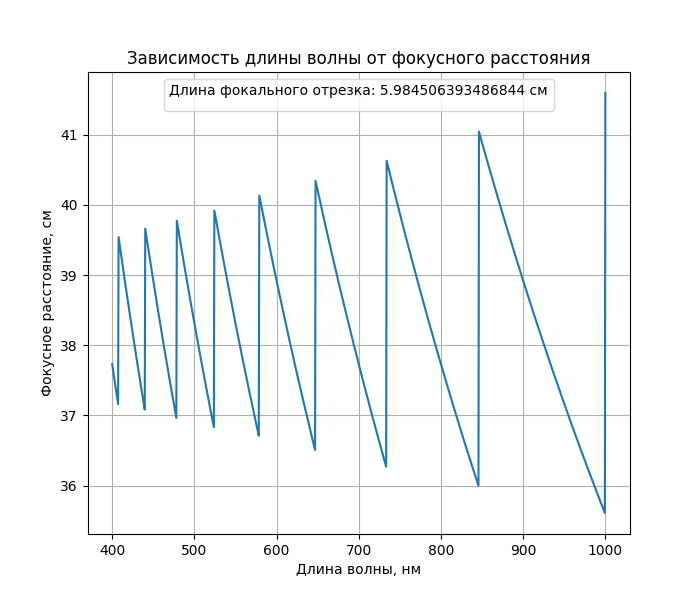 Зависимость длины волны от фокусного расстояния
Длина фокального отрезка: 5.984506393486844 см
Фокусное расстояние, см
41
40
39
38
37
36
400 500 600 700 800 900 1000
Длина волны, нм